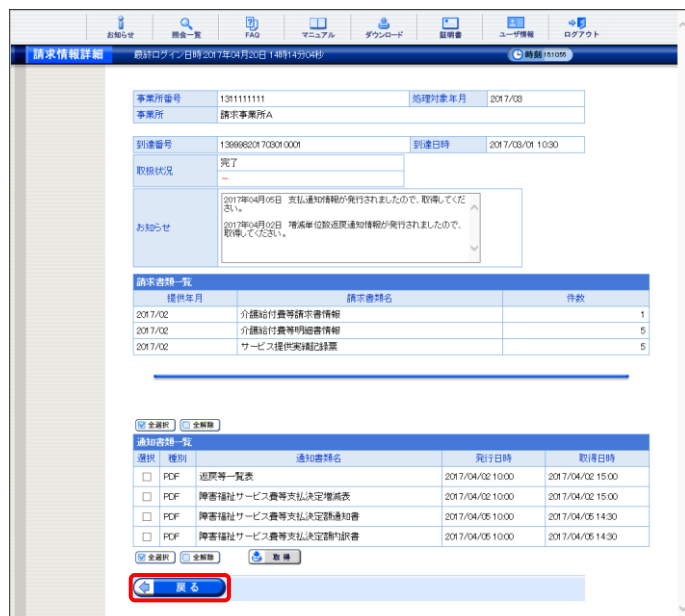 お知らせ 照会一覧 FAQ マニュアル ダウンロード 証明書 ユーザ情報 ログアウト
請求情報詳細 最終ログイン日時:2017年04月20日 14時14分04秒 時刻 15:10:55
事業所番号 1311111111 処理対象年月 2017/03
事業所 請求事業所A
到達番号 139998201703010001 到達日時 2017/03/01 10:30
取扱状況 完了
－
お知らせ
2017年04月05日 支払通知情報が発行されましたので、取得してくだ
さい。
2017年04月02日 増減単位数返戻通知情報が発行されましたので、
取得してください。
請求書類一覧
提供年月 請求書類名 件数
2017/02 介護給付費等請求書情報 1
2017/02 介護給付費等明細書情報 5
2017/02 サービス提供実績記録票 5
全選択 全解除
通知書類一覧
選択 種別 通知書類名 発行日時 取得日時
PDF 返戻等一覧表 2017/04/02 10:00 2017/04/02 15:00
PDF 障害福祉サービス費等支払決定増減表 2017/04/02 10:00 2017/04/02 15:00
PDF 障害福祉サービス費等支払決定額通知書 2017/04/05 10:00 2017/04/05 14:30
PDF 障害福祉サービス費等支払決定額内訳書 2017/04/05 10:00 2017/04/05 14:30
全選択 全解除 取得
戻る